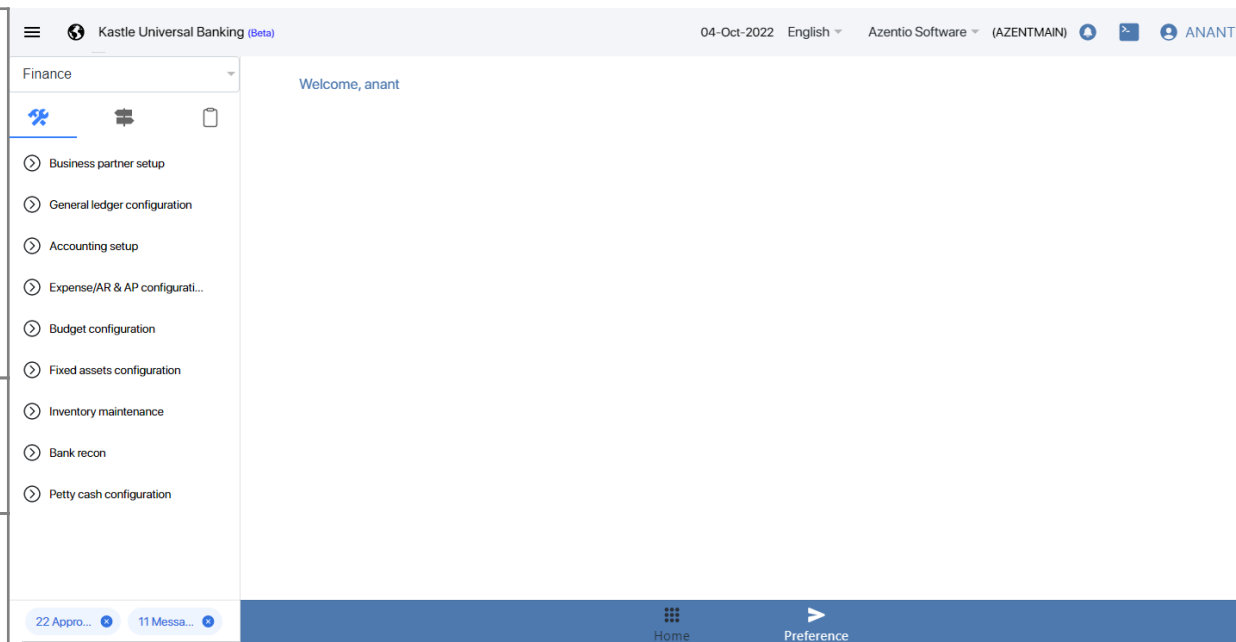 Kastle Universal Banking (Beta) 04-Oct-2022 English Azentio Software (AZENTMAIN) ANANT
Finance
Welcome, anant
Business partner setup
General ledger configuration
Accounting setup
Expense/AR & AP configurati...
Budget configuration
Fixed assets configuration
Inventory maintenance
Bank recon
Petty cash configuration
22 Appro... 11 Messa...
Home Preference